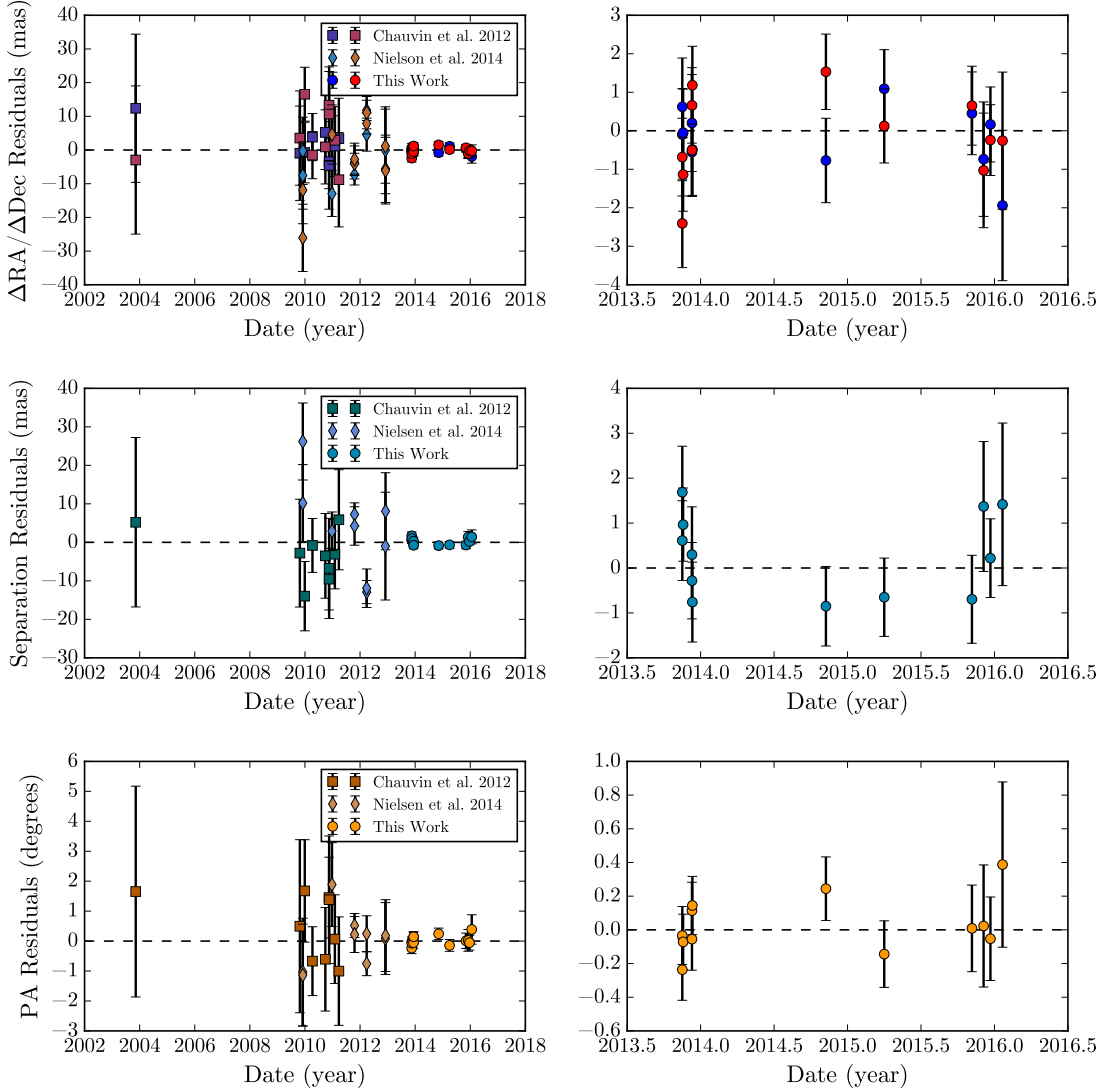 ΔRA/ΔDec Residuals (mas)
40
30
20
10
0
−10
−20
−30
−40
Chauvin et al. 2012
Nielson et al. 2014
This Work
2002 2004 2006 2008 2010 2012 2014 2016 2018
Date (year)
3
2
1
0
−1
−2
−3
−4
2013.5 2014.0 2014.5 2015.0 2015.5 2016.0 2016.5
Date (year)
Separation Residuals (mas)
40
30
20
10
0
−10
−20
−30
Chauvin et al. 2012
Nielsen et al. 2014
This Work
2002 2004 2006 2008 2010 2012 2014 2016 2018
Date (year)
4
3
2
1
0
−1
−2
2013.5 2014.0 2014.5 2015.0 2015.5 2016.0 2016.5
Date (year)
PA Residuals (degrees)
6
5
4
3
2
1
0
−1
−2
−3
Chauvin et al. 2012
Nielsen et al. 2014
This Work
2002 2004 2006 2008 2010 2012 2014 2016 2018
Date (year)
1.0
0.8
0.6
0.4
0.2
0.0
−0.2
−0.4
−0.6
2013.5 2014.0 2014.5 2015.0 2015.5 2016.0 2016.5
Date (year)